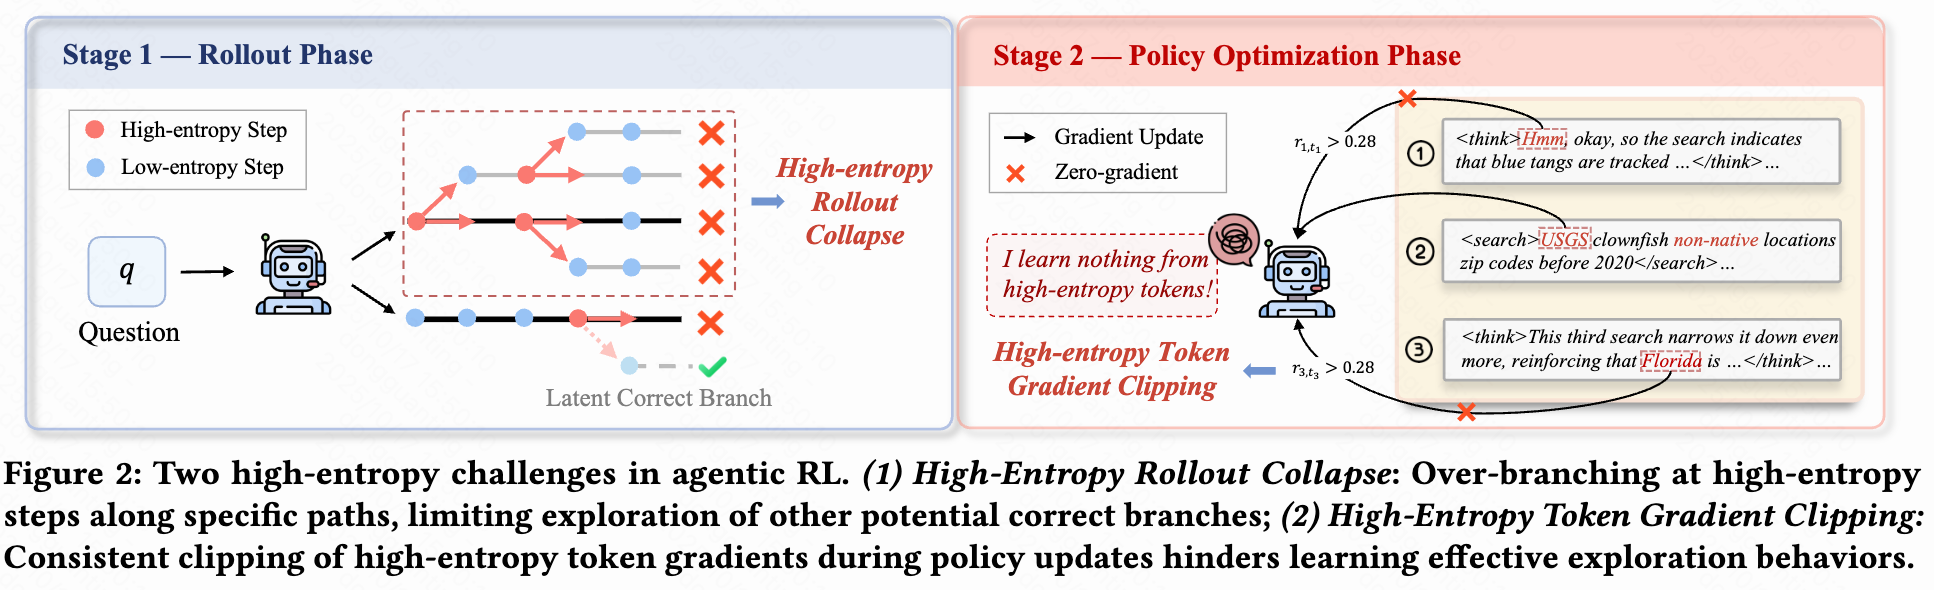 Stage 1 — Rollout Phase
High-entropy Step
Low-entropy Step
q
Question
High-entropy
Rollout
Collapse
Latent Correct Branch
Stage 2 — Policy Optimization Phase
Gradient Update
Zero-gradient
r1,t1 > 0.28
I learn nothing from
high-entropy tokens!
High-entropy Token
Gradient Clipping
r3,t3 > 0.28
1
<think>Hmm, okay, so the search indicates
that blue tangs are tracked ...</think>...
2
<search>USGS clownfish non-native locations
zip codes before 2020</search>...
3
<think>This third search narrows it down even
more, reinforcing that Florida is ...</think>...
Figure 2: Two high-entropy challenges in agentic RL. (1) High-Entropy Rollout Collapse: Over-branching at high-entropy
steps along specific paths, limiting exploration of other potential correct branches; (2) High-Entropy Token Gradient Clipping:
Consistent clipping of high-entropy token gradients during policy updates hinders learning effective exploration behaviors.